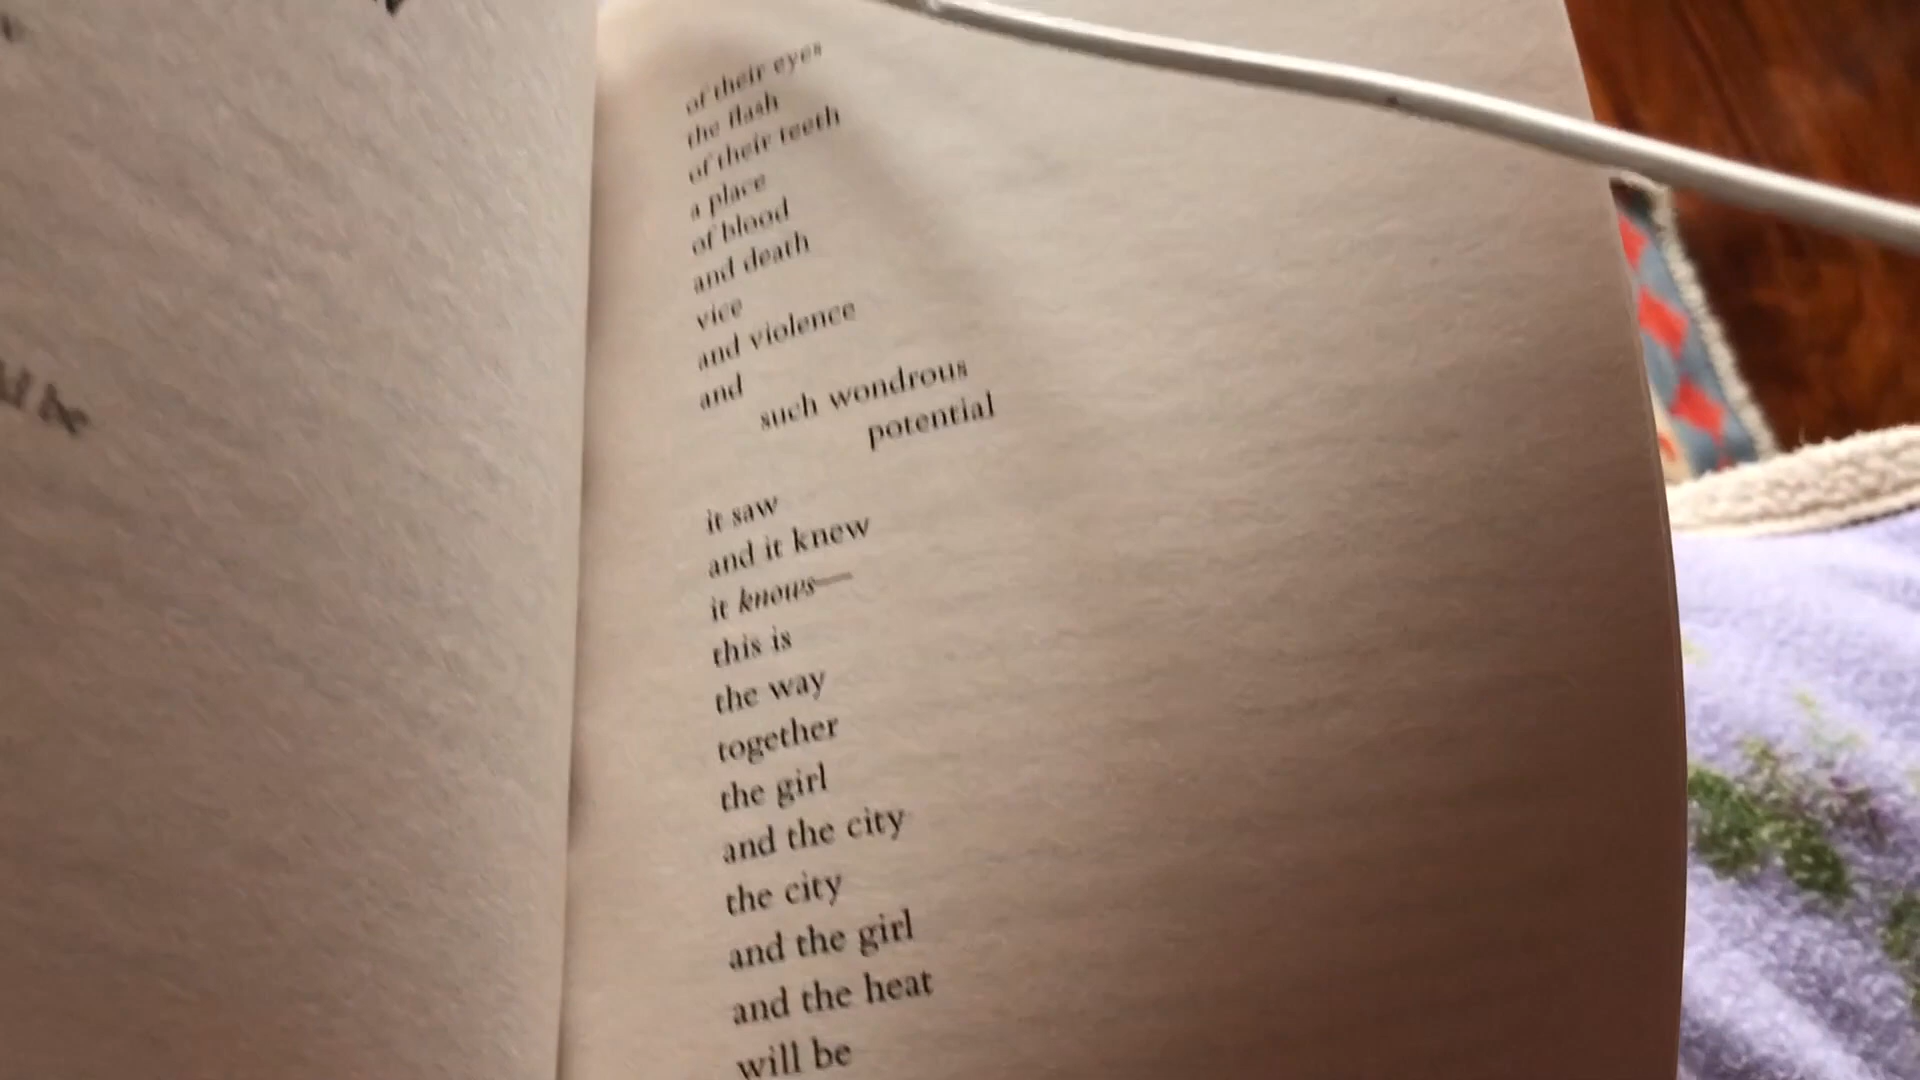 of their eyes
the flash
of their teeth
a place
of blood
and death
vice
and violence
and
such wondrous
potential
it saw
and it knew
it knows—
this is
the way
together
the girl
and the city
the city
and the girl
and the heat
will be
be